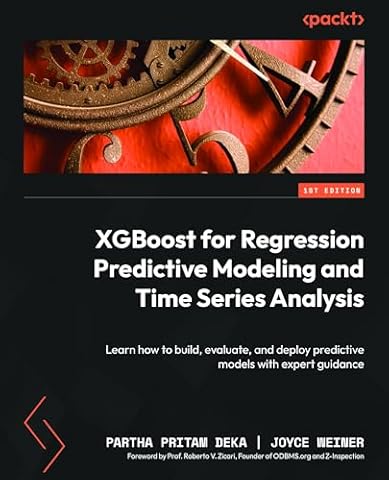 <packt>
1ST EDITION
XGBoost for Regression
Predictive Modeling and
Time Series Analysis
Learn how to build, evaluate, and deploy predictive
models with expert guidance
PARTHA PRITAM DEKA | JOYCE WEINER
Foreword by Prof. Roberto V. Zicari, Founder of ODBMS.org and Z-Inspection